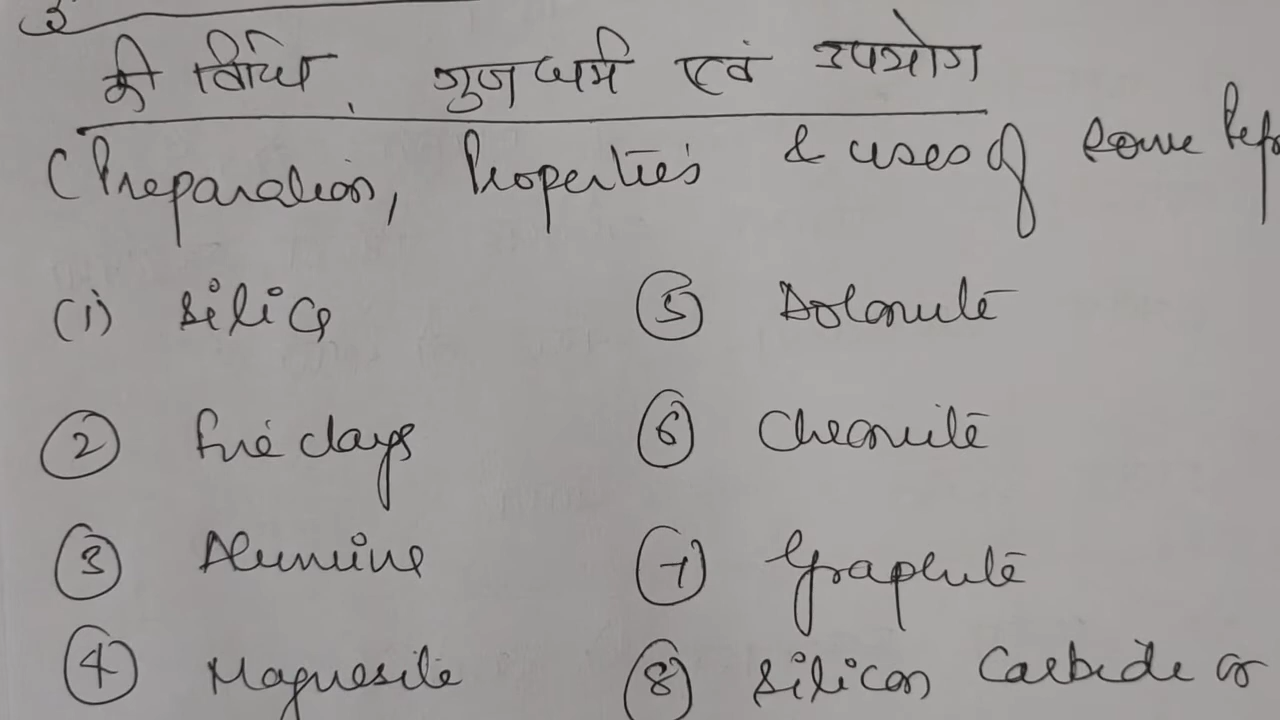 की विधि, गुणधर्म एवं उपयोग
(Preparation, Properties & uses of some Refr
(1) Silica
2 Fire clays
3 Alumina
4 Magnesite
5 Dolomite
6 Chromite
7 Graphite
8 Silicon Carbide or